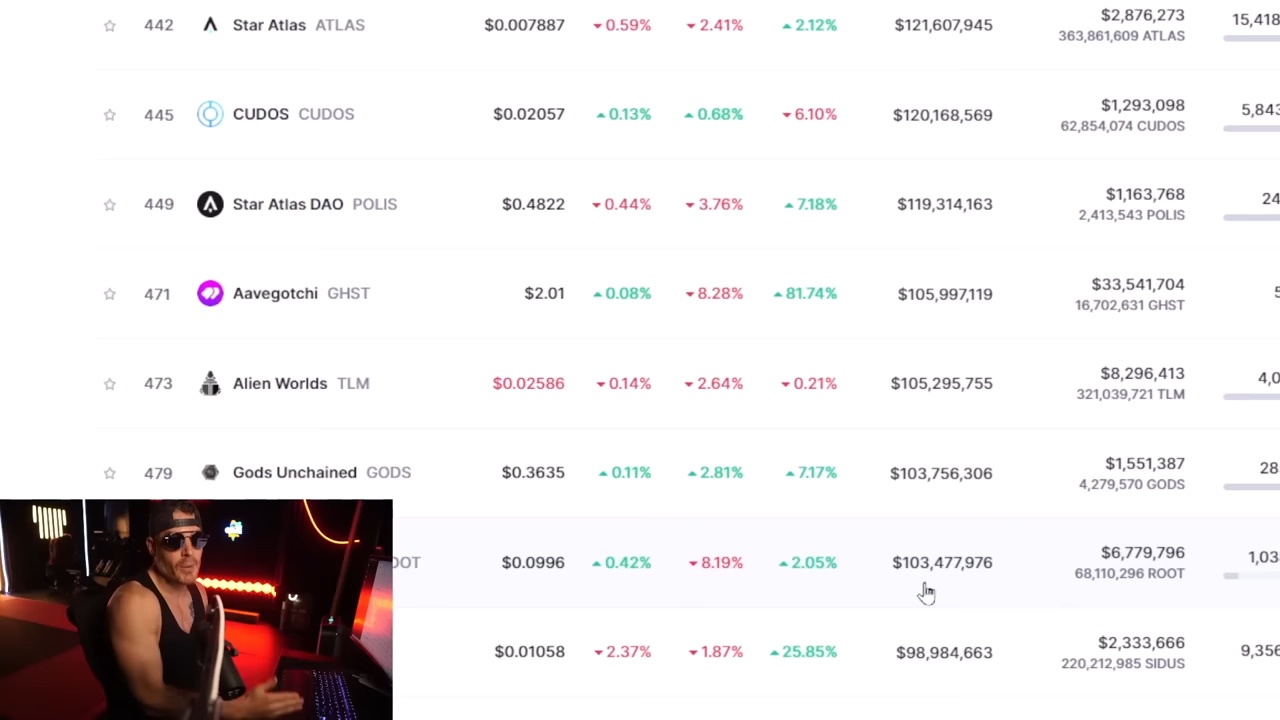 442 Star Atlas ATLAS $0.007887 0.59% 2.41% 2.12% $121,607,945 $2,876,273 15,418
363,861,609 ATLAS
445 CUDOS CUDOS $0.02057 0.13% 0.68% 6.10% $120,168,569 $1,293,098 5,843
62,854,074 CUDOS
449 Star Atlas DAO POLIS $0.4822 0.44% 3.76% 7.18% $119,314,163 $1,163,768 24
2,413,543 POLIS
471 Aavegotchi GHST $2.01 0.08% 8.28% 81.74% $105,997,119 $33,541,704 5
16,702,631 GHST
473 Alien Worlds TLM $0.02586 0.14% 2.64% 0.21% $105,295,755 $8,296,413 4,0
321,039,721 TLM
479 Gods Unchained GODS $0.3635 0.11% 2.81% 7.17% $103,756,306 $1,551,387 28
4,279,570 GODS
OOT $0.0996 0.42% 8.19% 2.05% $103,477,976 $6,779,796 1,03
68,110,296 ROOT
$0.01058 2.37% 1.87% 25.85% $98,984,663 $2,333,666 9,356
220,212,985 SIDUS